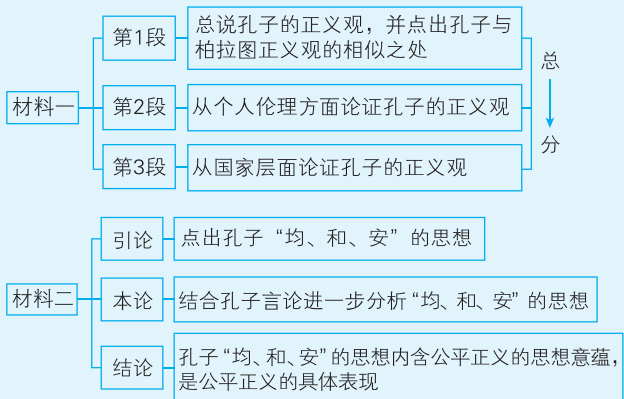 材料一
第1段
总说孔子的正义观，并点出孔子与
柏拉图正义观的相似之处
第2段
从个人伦理方面论证孔子的正义观
第3段
从国家层面论证孔子的正义观
总
分
材料二
引论
点出孔子“均、和、安”的思想
本论
结合孔子言论进一步分析“均、和、安”的思想
结论
孔子“均、和、安”的思想内含公平正义的思想意蕴，
是公平正义的具体表现